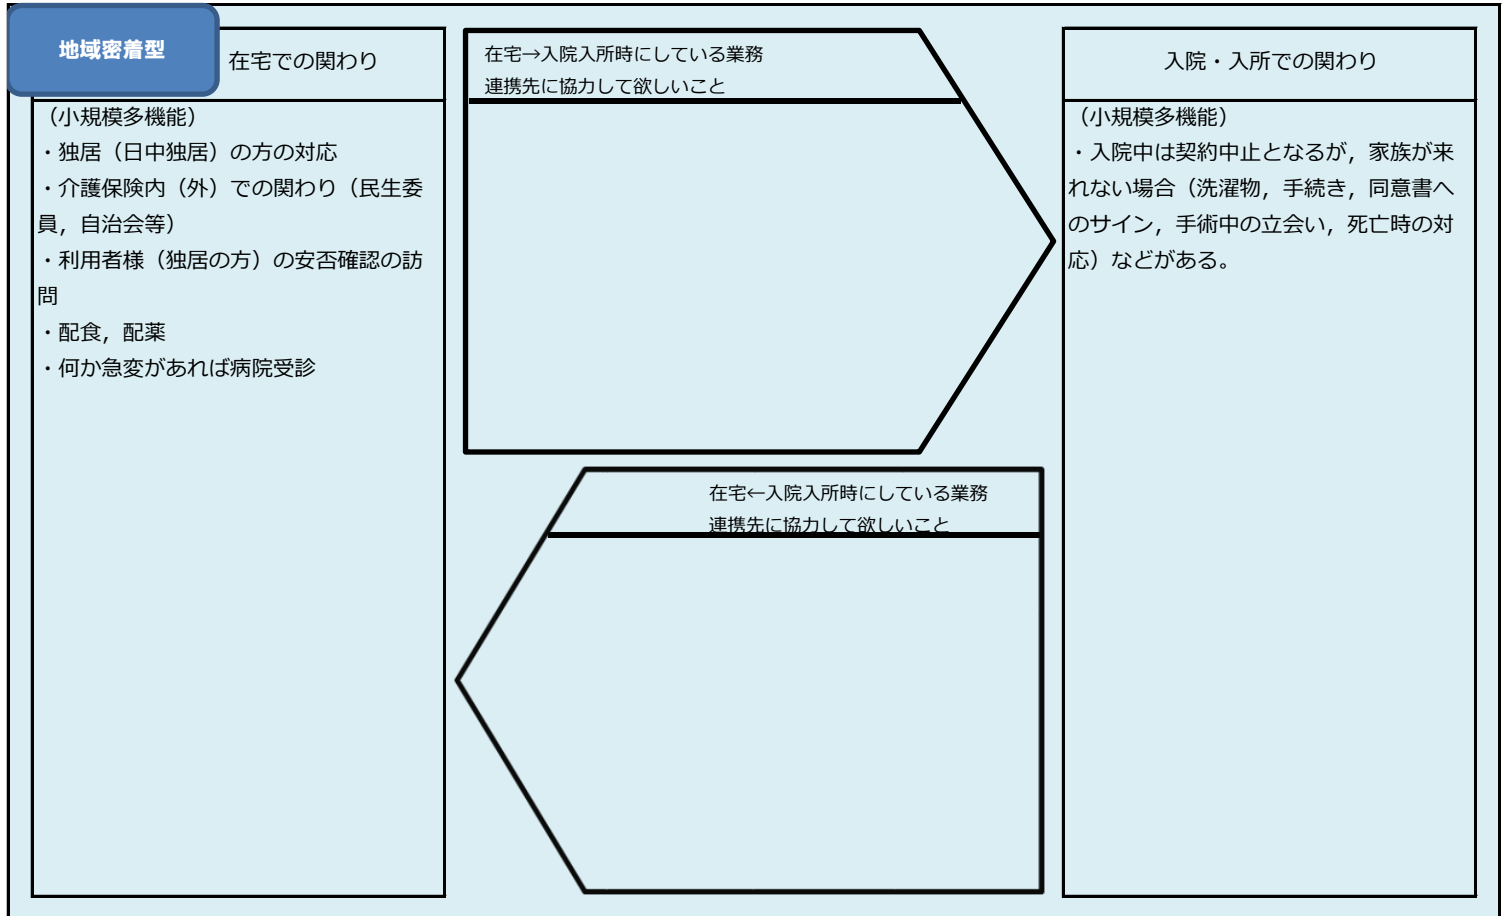 地域密着型
在宅での関わり
（小規模多機能）
・独居（日中独居）の方の対応
・介護保険内（外）での関わり（民生委
員，自治会等）
・利用者様（独居の方）の安否確認の訪
問
・配食，配薬
・何か急変があれば病院受診
在宅→入院入所時にしている業務
連携先に協力して欲しいこと
在宅←入院入所時にしている業務
連携先に協力して欲しいこと
入院・入所での関わり
（小規模多機能）
・入院中は契約中止となるが，家族が来
れない場合（洗濯物，手続き，同意書へ
のサイン，手術中の立会い，死亡時の対
応）などがある。